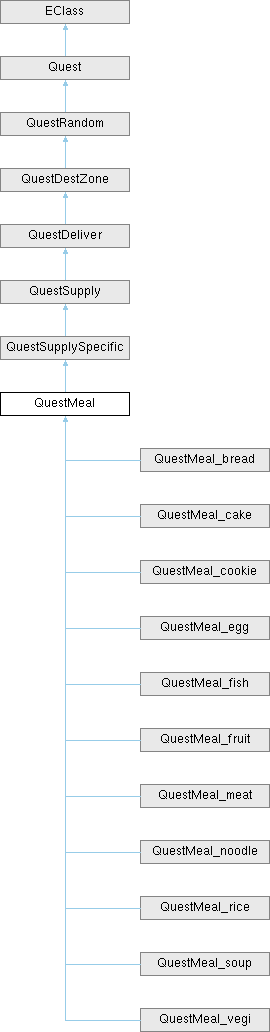 EClass
Quest
QuestRandom
QuestDestZone
QuestDeliver
QuestSupply
QuestSupplySpecific
QuestMeal
QuestMeal_bread
QuestMeal_cake
QuestMeal_cookie
QuestMeal_egg
QuestMeal_fish
QuestMeal_fruit
QuestMeal_meat
QuestMeal_noodle
QuestMeal_rice
QuestMeal_soup
QuestMeal_vegi